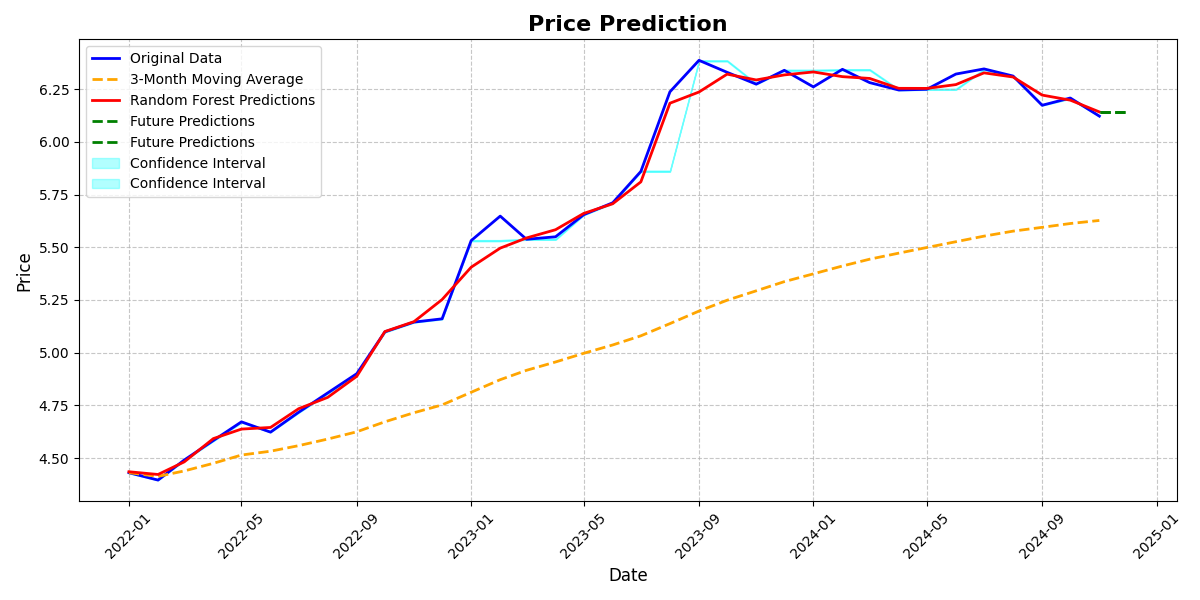 Price Prediction
Original Data
3-Month Moving Average
Random Forest Predictions
Future Predictions
Future Predictions
Confidence Interval
Confidence Interval
Price
6.25
6.00
5.75
5.50
5.25
5.00
4.75
4.50
2022-01
2022-05
2022-09
2023-01
2023-05
2023-09
2024-01
2024-05
2024-09
2025-01
Date